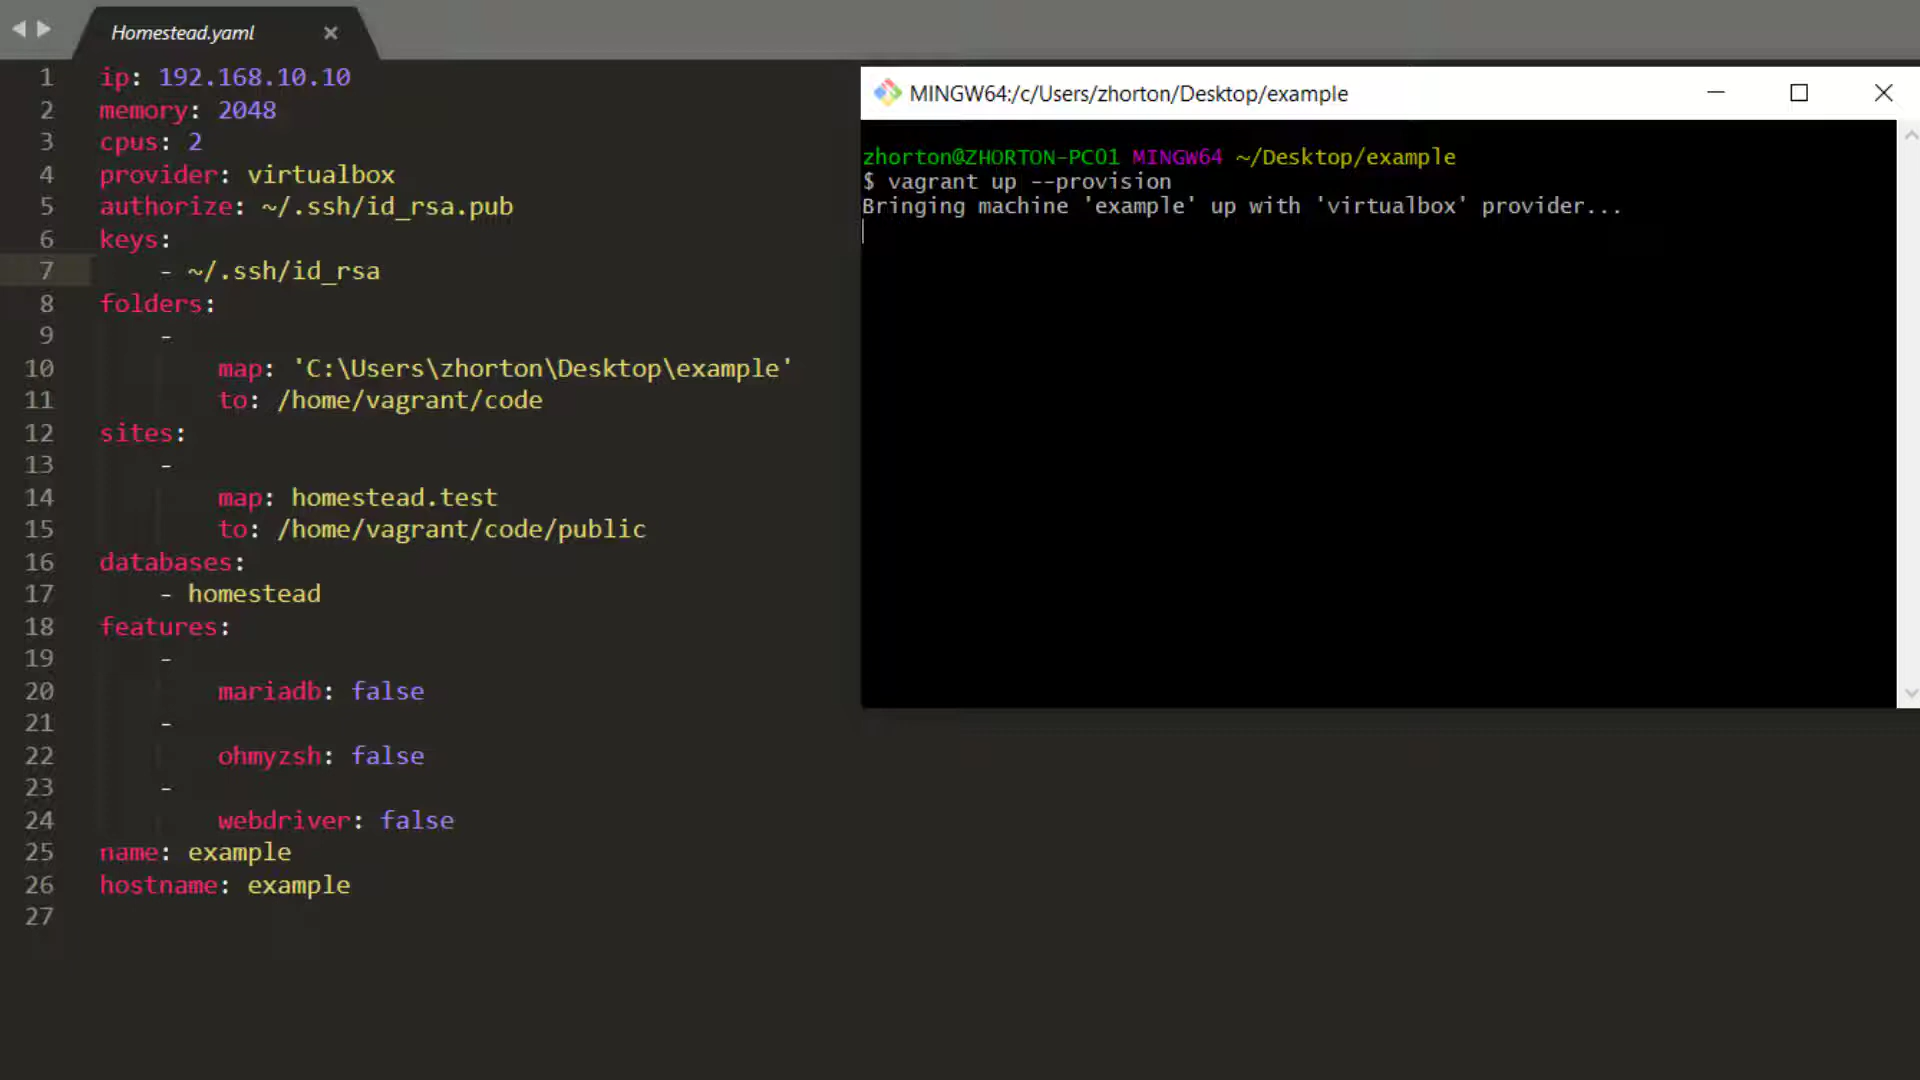 Homestead.yaml ×
1 ip: 192.168.10.10
2 memory: 2048
3 cpus: 2
4 provider: virtualbox
5 authorize: ~/.ssh/id_rsa.pub
6 keys:
7     - ~/.ssh/id_rsa
8 folders:
9     -
10         map: 'C:\Users\zhorton\Desktop\example'
11         to: /home/vagrant/code
12 sites:
13     -
14         map: homestead.test
15         to: /home/vagrant/code/public
16 databases:
17     - homestead
18 features:
19     -
20         mariadb: false
21     -
22         ohmyzsh: false
23     -
24         webdriver: false
25 name: example
26 hostname: example
27
MINGW64:/c/Users/zhorton/Desktop/example
zhorton@ZHORTON-PC01 MINGW64 ~/Desktop/example
$ vagrant up --provision
Bringing machine 'example' up with 'virtualbox' provider...